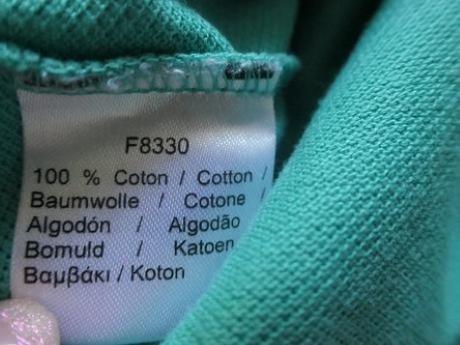 F8330
100 % Coton / Cotton /
Baumwolle / Cotone /
Algodón / Algodão
Bomuld / Katoen
Βαμβάκι / Koton